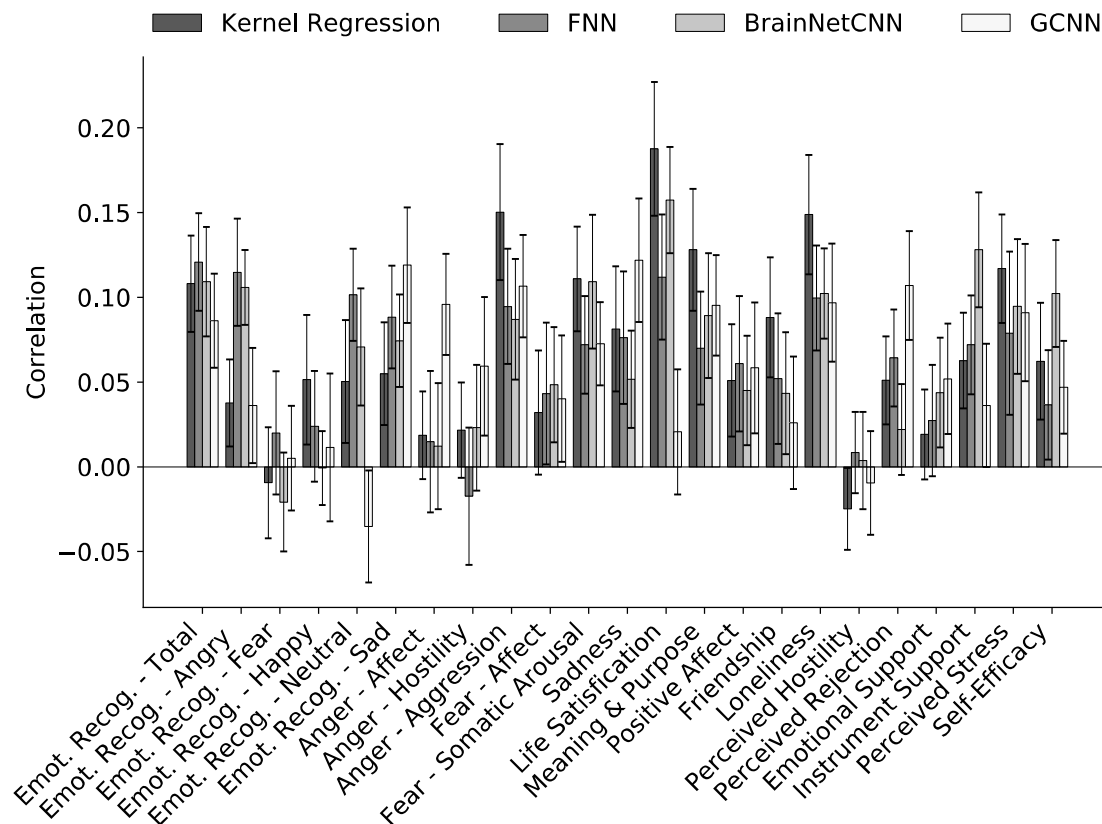 Kernel Regression FNN BrainNetCNN GCNN
Correlation
0.20
0.15
0.10
0.05
0.00
−0.05
Emot. Recog. - Total
Emot. Recog. - Angry
Emot. Recog. - Fear
Emot. Recog. - Happy
Emot. Recog. - Neutral
Emot. Recog. - Sad
Anger - Affect
Anger - Hostility
Anger - Aggression
Fear - Affect
Fear - Somatic Arousal
Sadness
Life Satisfication
Meaning & Purpose
Positive Affect
Friendship
Loneliness
Perceived Hostility
Perceived Rejection
Emotional Support
Instrument Support
Perceived Stress
Self-Efficacy